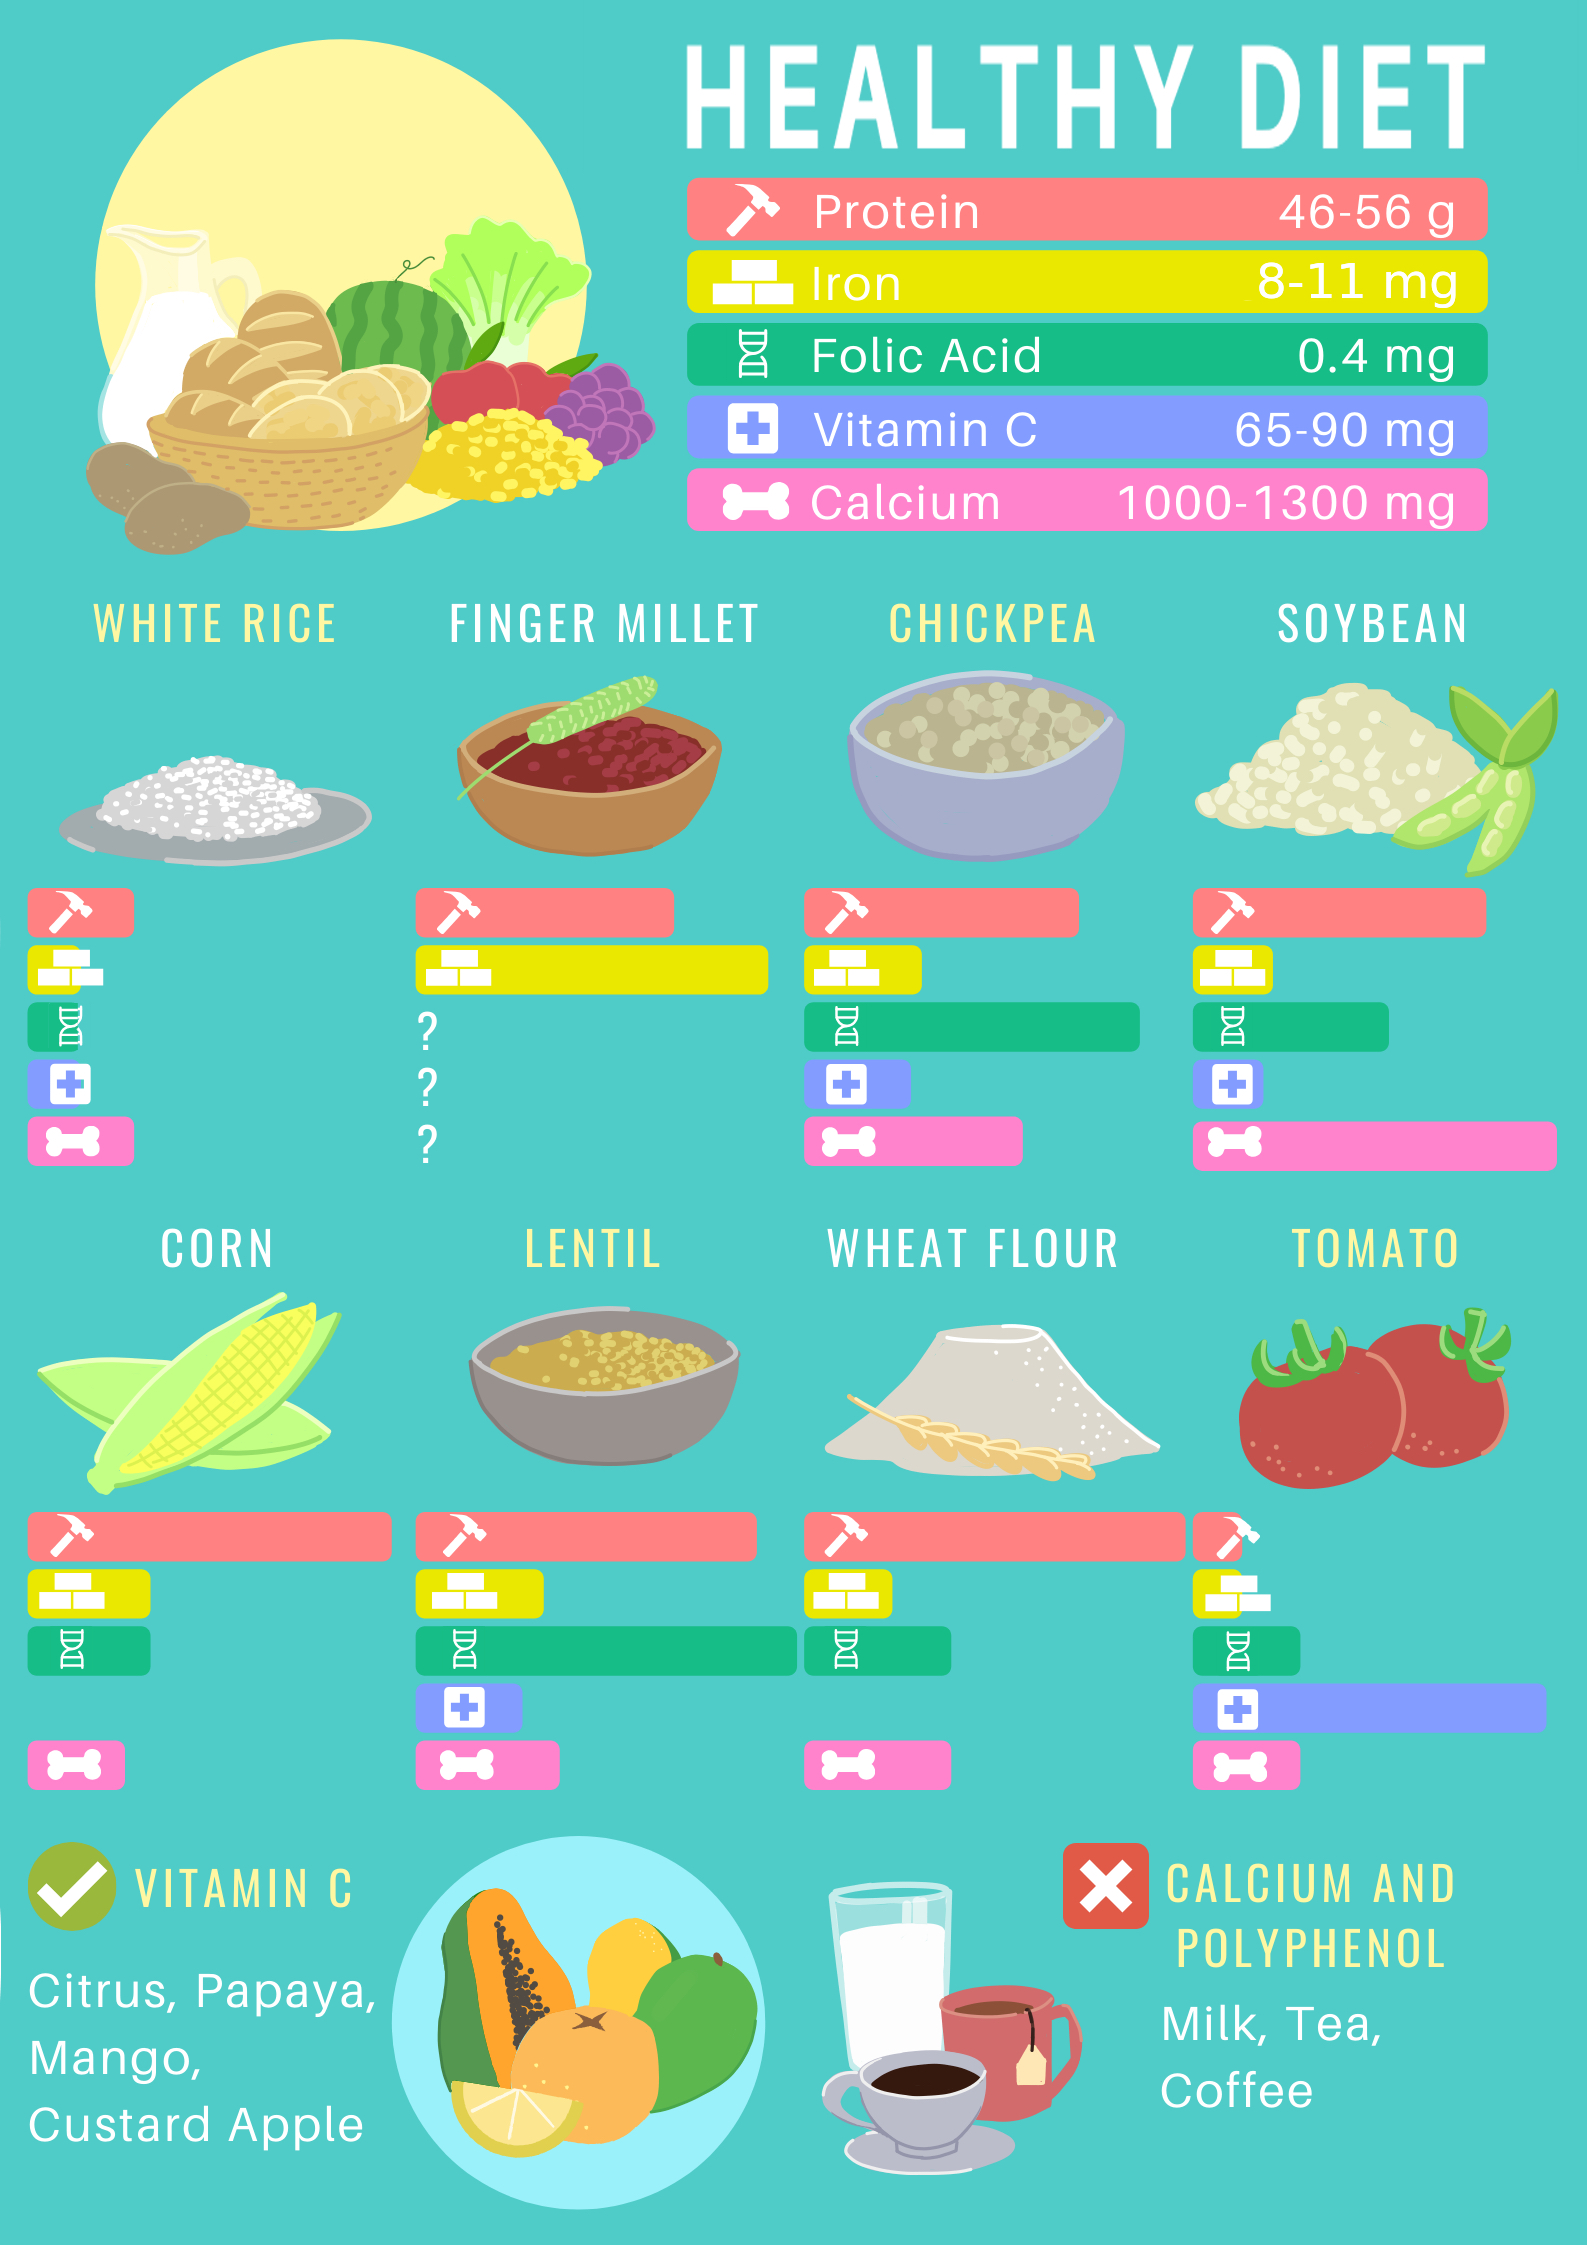 HEALTHY DIET
Protein 46-56 g
Iron 8-11 mg
Folic Acid 0.4 mg
Vitamin C 65-90 mg
Calcium 1000-1300 mg
WHITE RICE
FINGER MILLET
CHICKPEA
SOYBEAN
?
?
?
CORN
LENTIL
WHEAT FLOUR
TOMATO
VITAMIN C
Citrus, Papaya,
Mango,
Custard Apple
CALCIUM AND
POLYPHENOL
Milk, Tea,
Coffee